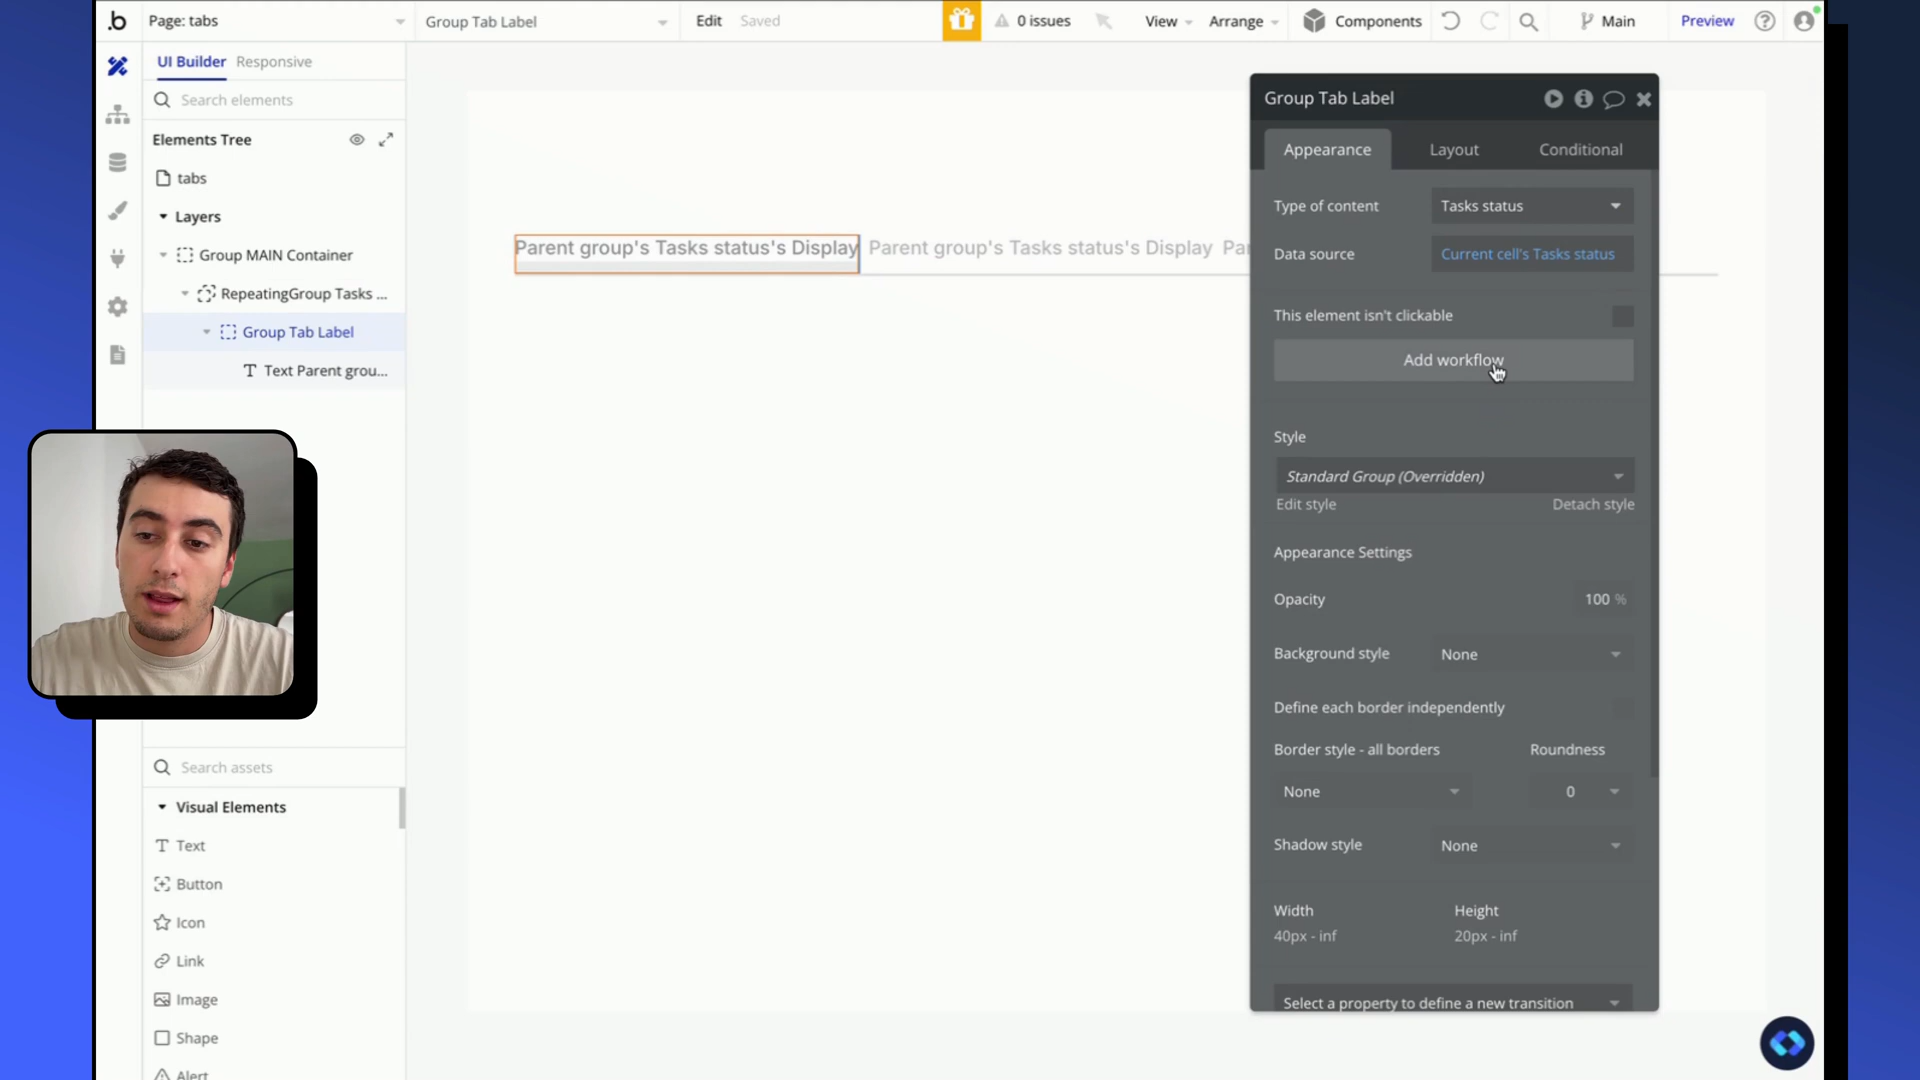 .b
Page: tabs
Group Tab Label
Edit
Saved
0 issues
View
Arrange
Components
Main
Preview
UI Builder
Responsive
Search elements
Elements Tree
tabs
Layers
Group MAIN Container
RepeatingGroup Tasks ...
Group Tab Label
Text Parent grou...
Search assets
Visual Elements
Text
Button
Icon
Link
Image
Shape
Alert
Parent group's Tasks status's Display
Parent group's Tasks status's Display
Par
Group Tab Label
Appearance
Layout
Conditional
Type of content
Tasks status
Data source
Current cell's Tasks status
This element isn't clickable
Add workflow
Style
Standard Group (Overridden)
Edit style
Detach style
Appearance Settings
Opacity
100 %
Background style
None
Define each border independently
Border style - all borders
Roundness
None
0
Shadow style
None
Width
Height
40px - inf
20px - inf
Select a property to define a new transition